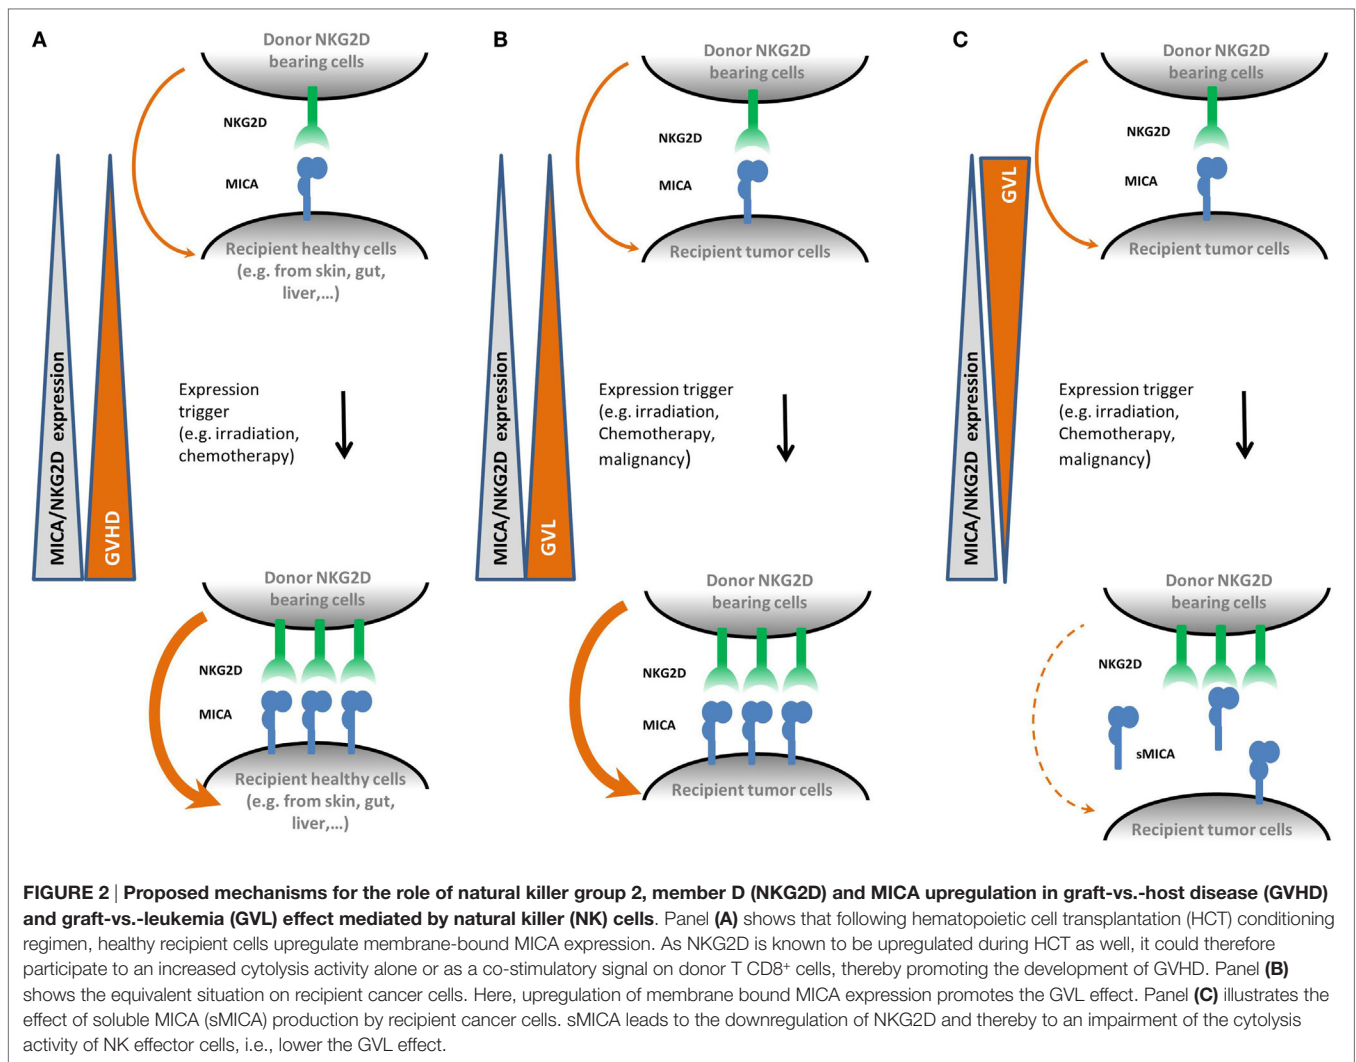 A
Donor NKG2D
bearing cells
NKG2D
MICA
Recipient healthy cells
(e.g. from skin, gut,
liver,...)
MICA/NKG2D expression
GVHD
Expression
trigger
(e.g. irradiation,
chemotherapy)
Donor NKG2D
bearing cells
NKG2D
MICA
Recipient healthy cells
(e.g. from skin, gut,
liver,...)
B
Donor NKG2D
bearing cells
NKG2D
MICA
Recipient tumor cells
MICA/NKG2D expression
GVL
Expression trigger
(e.g. irradiation,
Chemotherapy,
malignancy)
Donor NKG2D
bearing cells
NKG2D
MICA
Recipient tumor cells
C
Donor NKG2D
bearing cells
NKG2D
MICA
Recipient tumor cells
MICA/NKG2D expression
GVL
Expression trigger
(e.g. irradiation,
Chemotherapy,
malignancy)
Donor NKG2D
bearing cells
NKG2D
sMICA
Recipient tumor cells
FIGURE 2 | Proposed mechanisms for the role of natural killer group 2, member D (NKG2D) and MICA upregulation in graft-vs.-host disease (GVHD)
and graft-vs.-leukemia (GVL) effect mediated by natural killer (NK) cells. Panel (A) shows that following hematopoietic cell transplantation (HCT) conditioning
regimen, healthy recipient cells upregulate membrane-bound MICA expression. As NKG2D is known to be upregulated during HCT as well, it could therefore
participate to an increased cytolysis activity alone or as a co-stimulatory signal on donor T CD8⁺ cells, thereby promoting the development of GVHD. Panel (B)
shows the equivalent situation on recipient cancer cells. Here, upregulation of membrane bound MICA expression promotes the GVL effect. Panel (C) illustrates the
effect of soluble MICA (sMICA) production by recipient cancer cells. sMICA leads to the downregulation of NKG2D and thereby to an impairment of the cytolysis
activity of NK effector cells, i.e., lower the GVL effect.